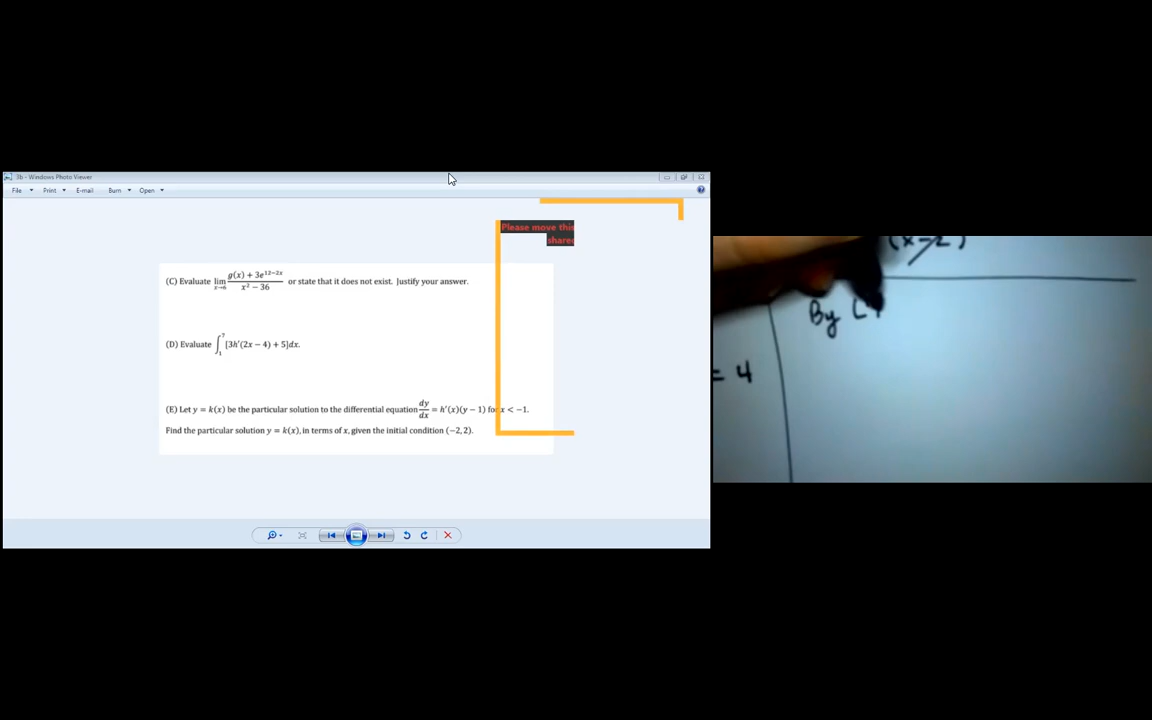 3b - Windows Photo Viewer
File Print E-mail Burn Open
Please move this
share
(C) Evaluate lim x→6 (g(x) + 3e^(12−2x))/(x² − 36) or state that it does not exist. Justify your answer.
(D) Evaluate ∫₁⁷ [3h′(2x − 4) + 5]dx.
(E) Let y = k(x) be the particular solution to the differential equation dy/dx = h′(x)(y − 1) for x < −1.
Find the particular solution y = k(x), in terms of x, given the initial condition (−2, 2).
(x-2)
By L'
= 4